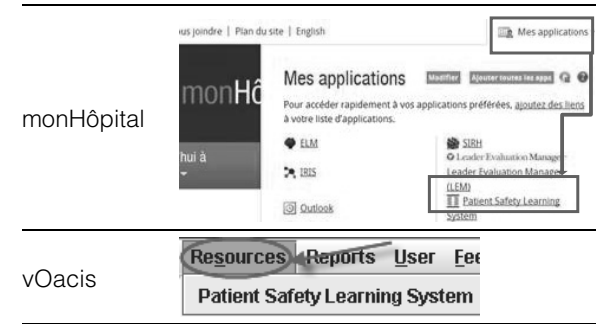 us joindre | Plan du site | English
Mes applications
monHô
Mes applications
Modifier
Ajouter toutes les apps
Pour accéder rapidement à vos applications préférées, ajoutez des liens
à votre liste d'applications.
monHôpital
hui à
ELM
IRIS
Outlook
SIRH
Leader Evaluation Manager
Leader Evaluation Manager
(LEM)
Patient Safety Learning
System
vOacis
Resources Reports User Fee
Patient Safety Learning System